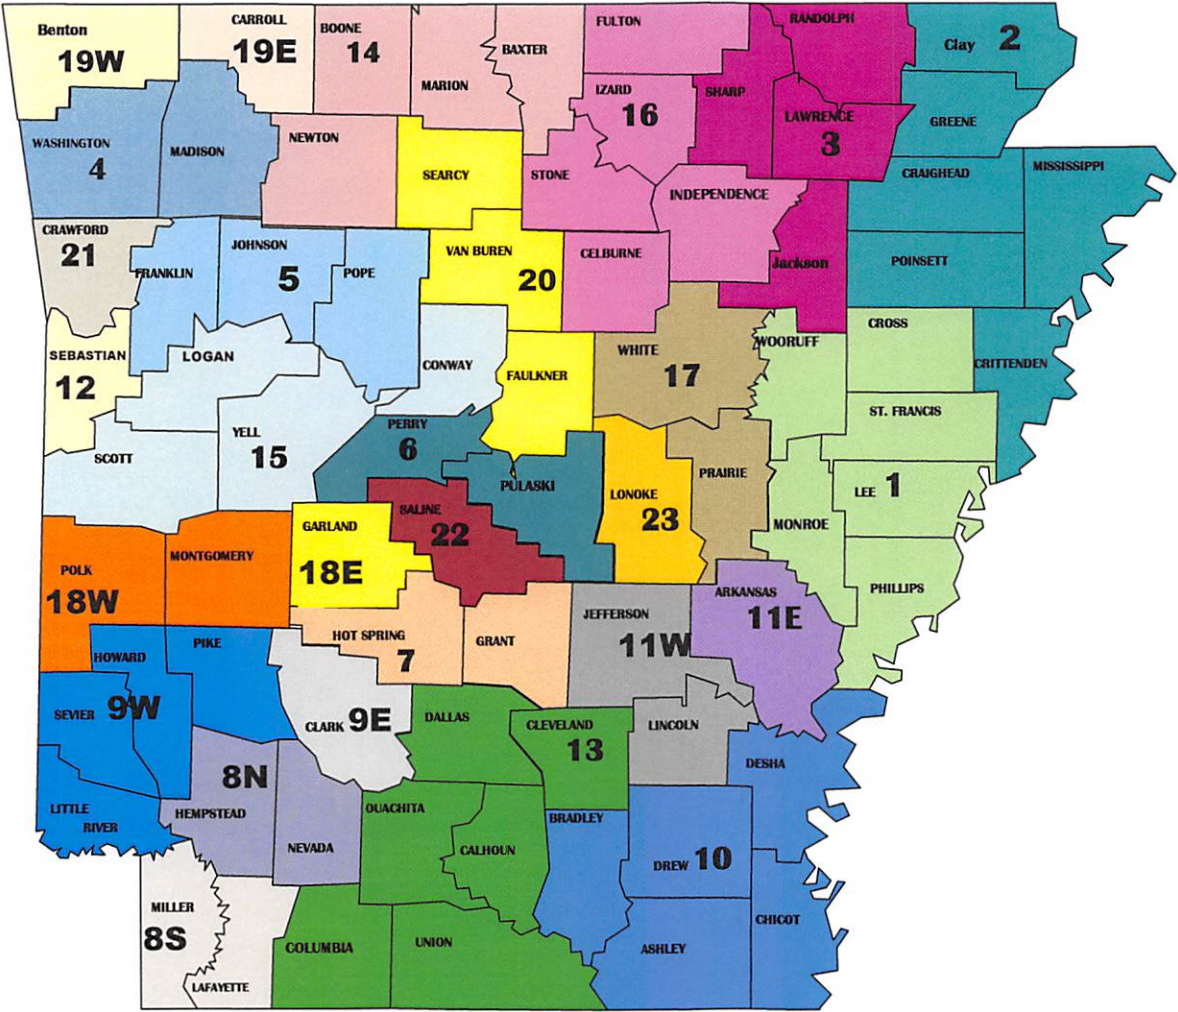 Benton
19W
CARROLL
19E
BOONE
14
MARION
BAXTER
FULTON
SHARP
RANDOLPH
Clay 2
WASHINGTON
4
MADISON
NEWTON
SEARCY
STONE
IZARD
16
LAWRENCE
3
GREENE
CRAIGHEAD
MISSISSIPPI
INDEPENDENCE
CRAWFORD
21
FRANKLIN
JOHNSON
5
POPE
VAN BUREN
20
CELBURNE
Jackson
POINSETT
SEBASTIAN
12
LOGAN
CONWAY
FAULKNER
WHITE
17
WOORUFF
CROSS
CRITTENDEN
ST. FRANCIS
SCOTT
YELL
15
PERRY
6
PULASKI
LONOKE
23
PRAIRIE
MONROE
LEE 1
PHILLIPS
SALINE
22
GARLAND
18E
POLK
18W
MONTGOMERY
HOT SPRING
7
GRANT
JEFFERSON
11W
ARKANSAS
11E
HOWARD
PIKE
SEVIER 9W
CLARK 9E
DALLAS
CLEVELAND
13
LINCOLN
DESHA
LITTLE
RIVER
8N
HEMPSTEAD
NEVADA
OUACHITA
CALHOUN
BRADLEY
DREW 10
CHICOT
MILLER
8S
LAFAYETTE
COLUMBIA
UNION
ASHLEY